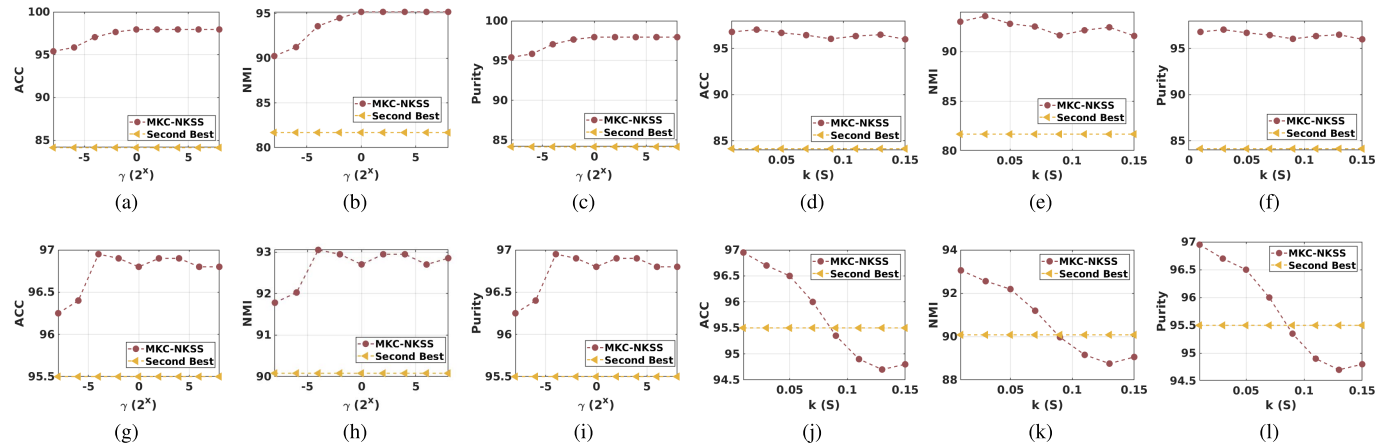 100
95
90
85
ACC
-5
0
5
γ (2ˣ)
MKC-NKSS
Second Best
(a)
95
90
85
80
NMI
-5
0
5
γ (2ˣ)
MKC-NKSS
Second Best
(b)
100
95
90
85
Purity
-5
0
5
γ (2ˣ)
MKC-NKSS
Second Best
(c)
95
90
85
ACC
0.05
0.1
0.15
k (S)
MKC-NKSS
Second Best
(d)
90
85
80
NMI
0.05
0.1
0.15
k (S)
MKC-NKSS
Second Best
(e)
95
90
85
Purity
0
0.05
0.1
0.15
k (S)
MKC-NKSS
Second Best
(f)
97
96.5
96
95.5
ACC
-5
0
5
γ (2ˣ)
MKC-NKSS
Second Best
(g)
93
92
91
90
NMI
-5
0
5
γ (2ˣ)
MKC-NKSS
Second Best
(h)
97
96.5
96
95.5
Purity
-5
0
5
γ (2ˣ)
MKC-NKSS
Second Best
(i)
97
96.5
96
95.5
95
94.5
ACC
0.05
0.1
0.15
k (S)
MKC-NKSS
Second Best
(j)
94
92
90
88
NMI
0.05
0.1
0.15
k (S)
MKC-NKSS
Second Best
(k)
97
96.5
96
95.5
95
94.5
Purity
0.05
0.1
0.15
k (S)
MKC-NKSS
Second Best
(l)